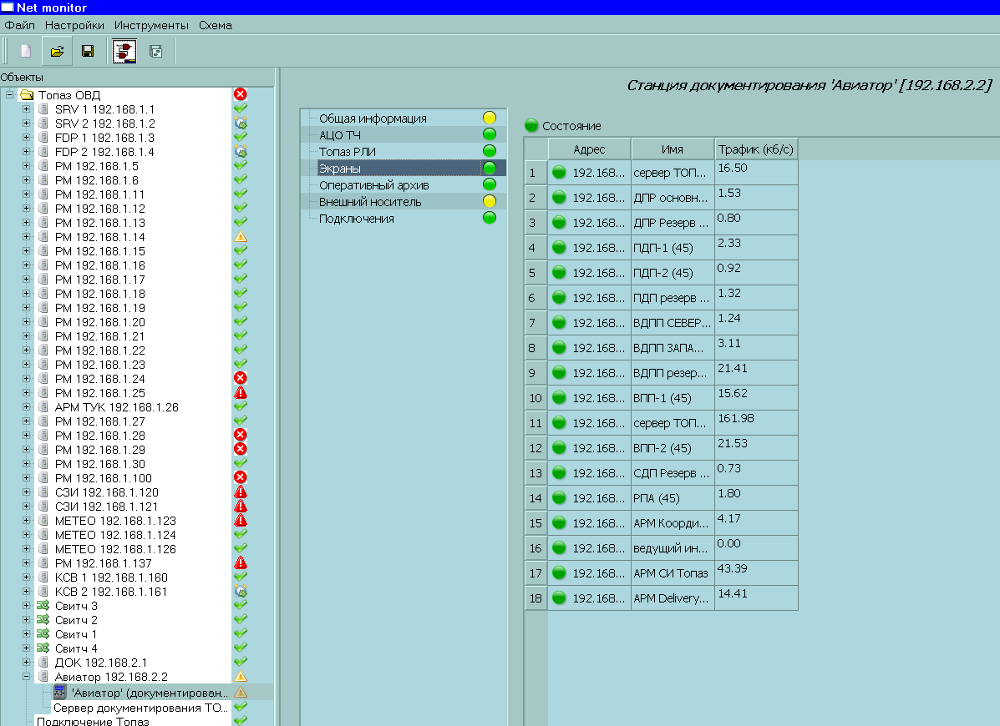 Net monitor
Файл Настройки Инструменты Схема
Объекты
Топаз ОВД
SRV 1 192.168.1.1
SRV 2 192.168.1.2
FDP 1 192.168.1.3
FDP 2 192.168.1.4
РМ 192.168.1.5
РМ 192.168.1.6
РМ 192.168.1.11
РМ 192.168.1.12
РМ 192.168.1.13
РМ 192.168.1.14
РМ 192.168.1.15
РМ 192.168.1.16
РМ 192.168.1.17
РМ 192.168.1.18
РМ 192.168.1.19
РМ 192.168.1.20
РМ 192.168.1.21
РМ 192.168.1.22
РМ 192.168.1.23
РМ 192.168.1.24
РМ 192.168.1.25
АРМ ТУК 192.168.1.26
РМ 192.168.1.27
РМ 192.168.1.28
РМ 192.168.1.29
РМ 192.168.1.30
РМ 192.168.1.100
СЗИ 192.168.1.120
СЗИ 192.168.1.121
МЕТЕО 192.168.1.123
МЕТЕО 192.168.1.124
МЕТЕО 192.168.1.126
РМ 192.168.1.137
КСВ 1 192.168.1.160
КСВ 2 192.168.1.161
Свитч 3
Свитч 2
Свитч 1
Свитч 4
ДОК 192.168.2.1
Авиатор 192.168.2.2
'Авиатор' (документирован...
Сервер документирования ТО...
Подключение Топаз
Станция документирования 'Авиатор' [192.168.2.2]
Общая информация
АЦО ТЧ
Топаз РЛИ
Экраны
Оперативный архив
Внешний носитель
Подключения
Состояние
Адрес Имя Трафик (кб/с)
1 192.168... сервер ТОП... 16.50
2 192.168... ДПР основн... 1.53
3 192.168... ДПР Резерв ... 0.80
4 192.168... ПДП-1 (45) 2.33
5 192.168... ПДП-2 (45) 0.92
6 192.168... ПДП резерв ... 1.32
7 192.168... ВДПП СЕВЕР... 1.24
8 192.168... ВДПП ЗАПА... 3.11
9 192.168... ВДПП резер... 21.41
10 192.168... ВПП-1 (45) 15.62
11 192.168... сервер ТОП... 161.98
12 192.168... ВПП-2 (45) 21.53
13 192.168... СДП Резерв ... 0.73
14 192.168... РПА (45) 1.80
15 192.168... АРМ Коорди... 4.17
16 192.168... ведущий ин... 0.00
17 192.168... АРМ СИ Топаз 43.39
18 192.168... АРМ Delivery... 14.41